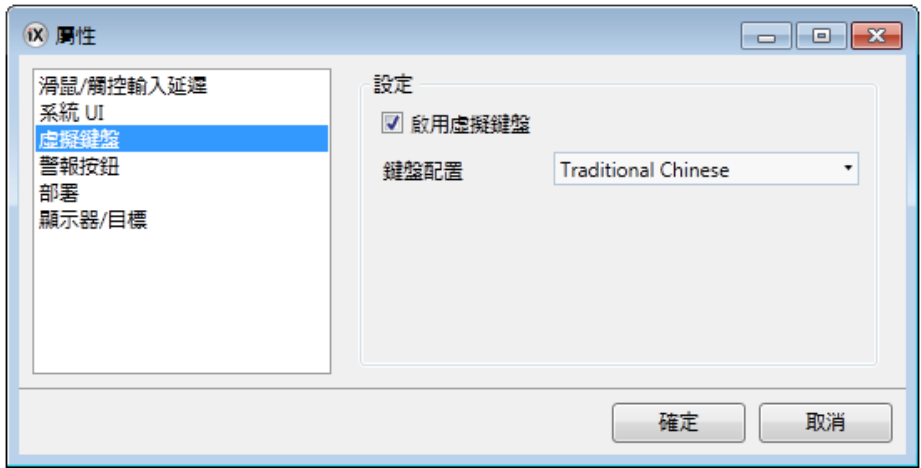 iX 屬性
滑鼠/觸控輸入延遲
系統 UI
虛擬鍵盤
警報按鈕
部署
顯示器/目標
設定
啟用虛擬鍵盤
鍵盤配置
Traditional Chinese
確定
取消